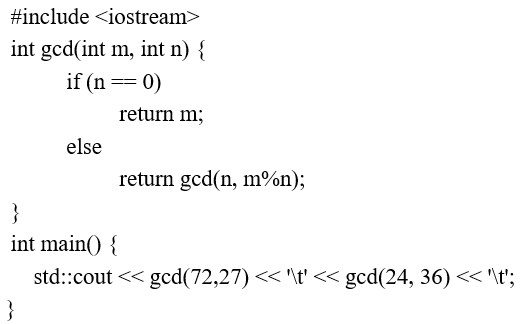 #include <iostream>
int gcd(int m, int n) {
if (n == 0)
return m;
else
return gcd(n, m%n);
}
int main() {
std::cout << gcd(72,27) << '\t' << gcd(24, 36) << '\t';
}